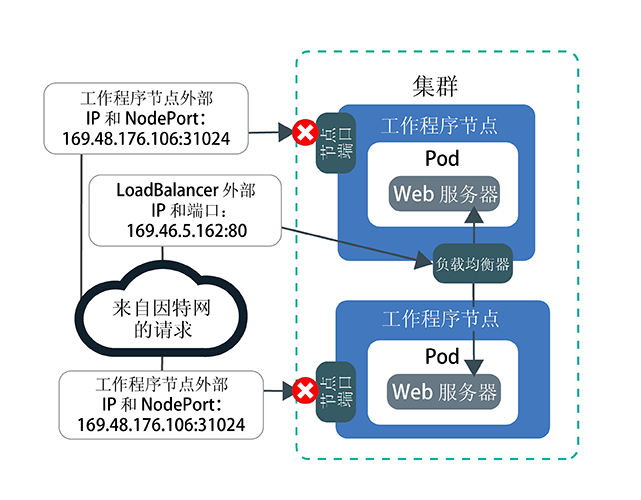 集群
工作程序节点外部
IP 和 NodePort：
169.48.176.106:31024
节点
端口
工作程序节点
Pod
Web 服务器
LoadBalancer 外部
IP 和端口：
169.46.5.162:80
负载均衡器
来自因特网
的请求
工作程序节点
Pod
Web 服务器
节点
端口
工作程序节点外部
IP 和 NodePort：
169.48.176.106:31024